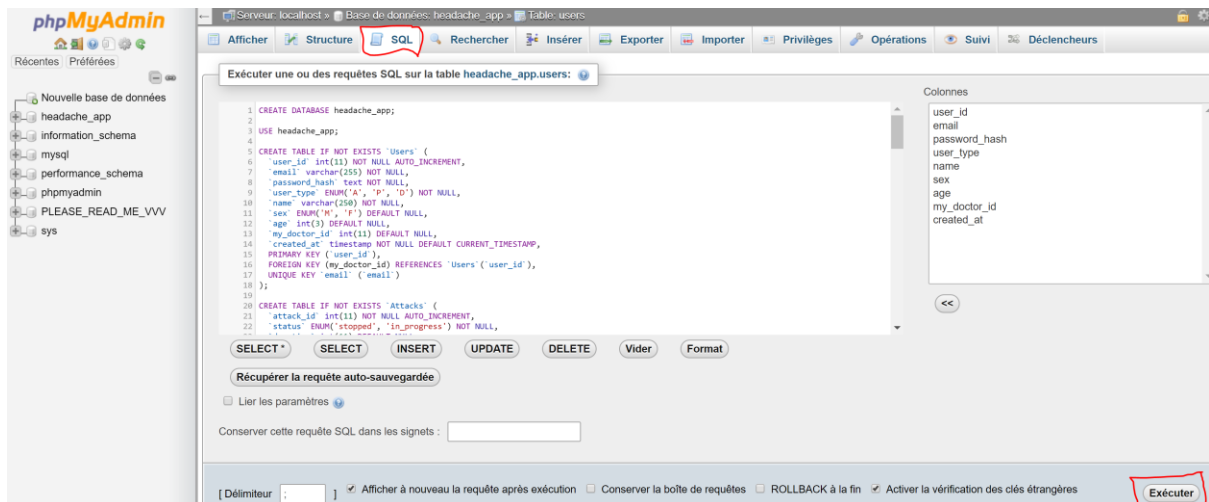 phpMyAdmin
Récentes Préférées
Nouvelle base de données
headache_app
information_schema
mysql
performance_schema
phpmyadmin
PLEASE_READ_ME_VVV
sys
Serveur: localhost » Base de données: headache_app » Table: users
Afficher Structure SQL Rechercher Insérer Exporter Importer Privilèges Opérations Suivi Déclencheurs
Exécuter une ou des requêtes SQL sur la table headache_app.users:
1 CREATE DATABASE headache_app;
2
3 USE headache_app;
4
5 CREATE TABLE IF NOT EXISTS `Users` (
6 `user_id` int(11) NOT NULL AUTO_INCREMENT,
7 `email` varchar(255) NOT NULL,
8 `password_hash` text NOT NULL,
9 `user_type` ENUM('A', 'P', 'D') NOT NULL,
10 `name` varchar(250) NOT NULL,
11 `sex` ENUM('M', 'F') DEFAULT NULL,
12 `age` int(3) DEFAULT NULL,
13 `my_doctor_id` int(11) DEFAULT NULL,
14 `created_at` timestamp NOT NULL DEFAULT CURRENT_TIMESTAMP,
15 PRIMARY KEY (`user_id`),
16 FOREIGN KEY (my_doctor_id) REFERENCES `Users`(`user_id`),
17 UNIQUE KEY `email` (`email`)
18 );
19
20 CREATE TABLE IF NOT EXISTS `Attacks` (
21 `attack_id` int(11) NOT NULL AUTO_INCREMENT,
22 `status` ENUM('stopped', 'in_progress') NOT NULL,
Colonnes
user_id
email
password_hash
user_type
name
sex
age
my_doctor_id
created_at
<<
SELECT * SELECT INSERT UPDATE DELETE Vider Format
Récupérer la requête auto-sauvegardée
Lier les paramètres
Conserver cette requête SQL dans les signets :
[ Délimiteur ; ] Afficher à nouveau la requête après exécution Conserver la boîte de requêtes ROLLBACK à la fin Activer la vérification des clés étrangères Exécuter